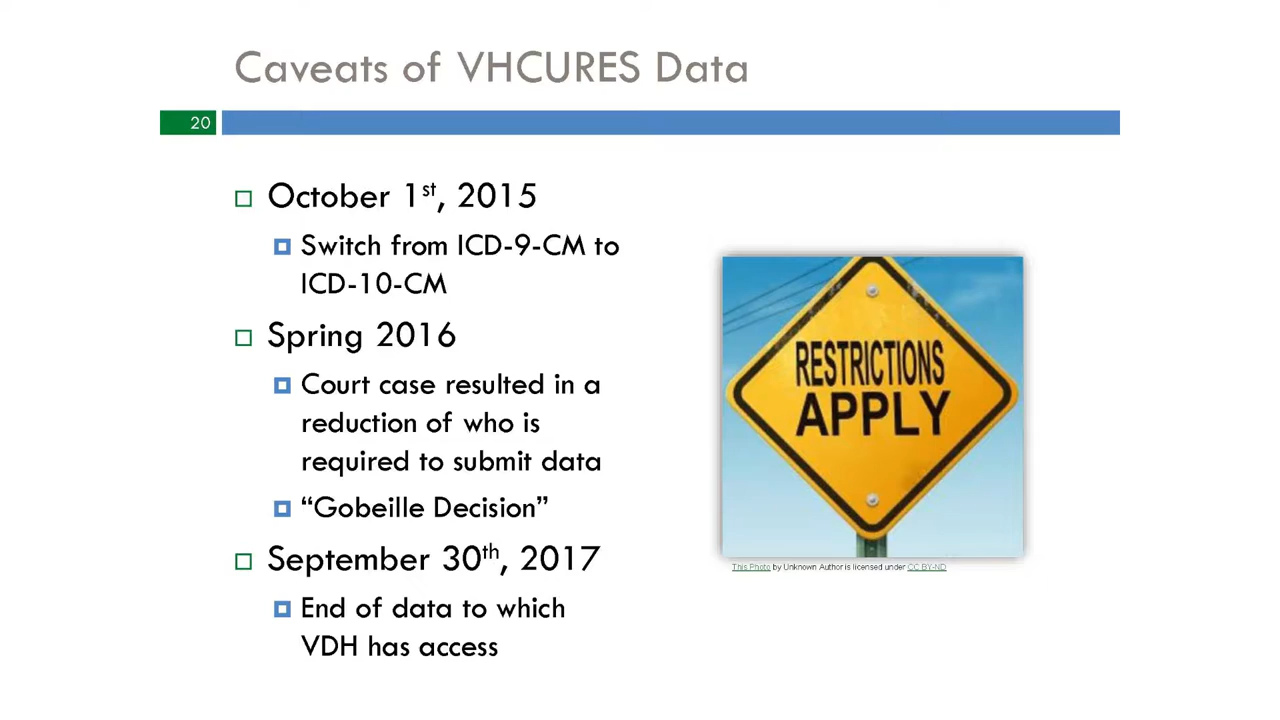 Caveats of VHCURES Data
20
October 1st, 2015
Switch from ICD-9-CM to
ICD-10-CM
Spring 2016
Court case resulted in a
reduction of who is
required to submit data
“Gobeille Decision”
September 30th, 2017
End of data to which
VDH has access
RESTRICTIONS
APPLY
This Photo by Unknown Author is licensed under CC BY-ND